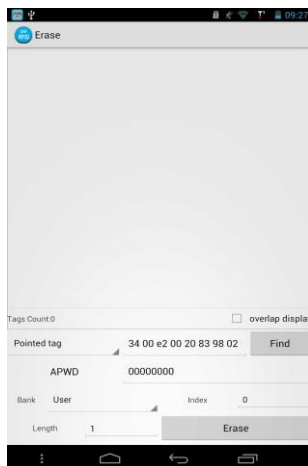 09:27
Erase
Tags Count:0 overlap display
Pointed tag 34 00 e2 00 20 83 98 02 Find
APWD 00000000
Bank User Index 0
Length 1 Erase